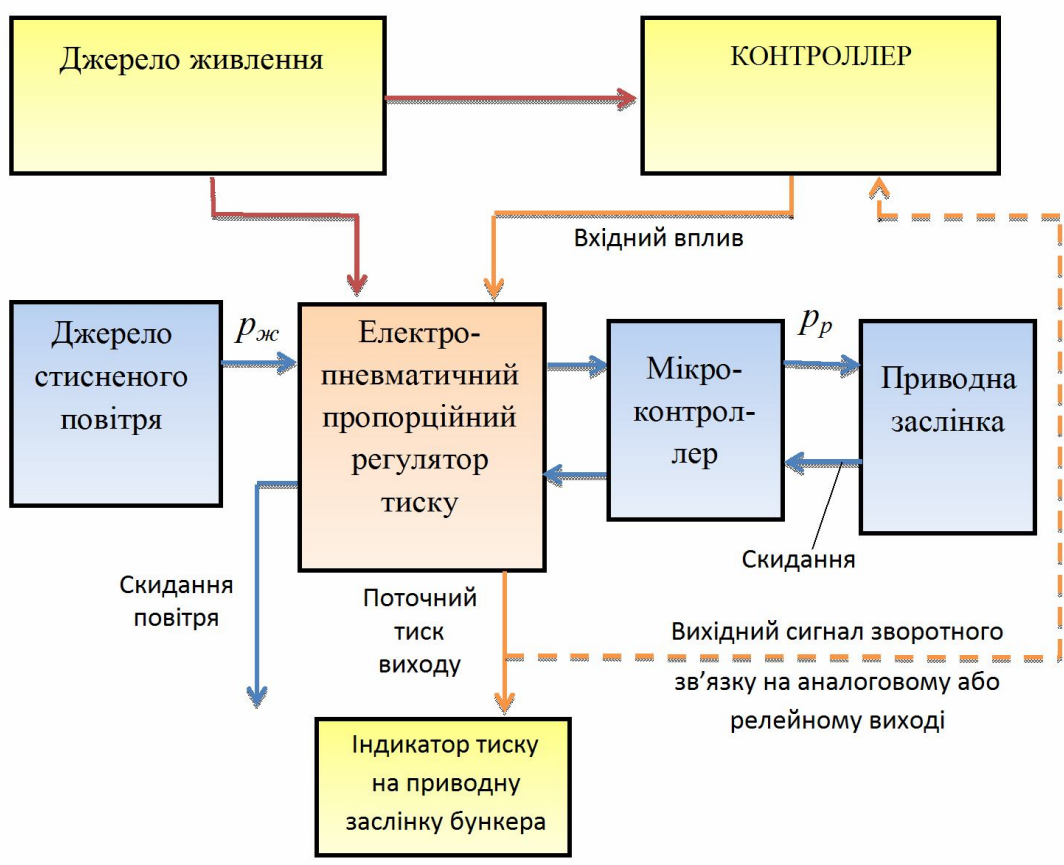 Джерело живлення
КОНТРОЛЛЕР
Вхідний вплив
Джерело
стисненого
повітря
pж
Електро-
пневматичний
пропорційний
регулятор
тиску
Мікро-
контрол-
лер
pр
Приводна
заслінка
Скидання
Скидання
повітря
Поточний
тиск
виходу
Вихідний сигнал зворотного
зв’язку на аналоговому або
релейному виході
Індикатор тиску
на приводну
заслінку бункера